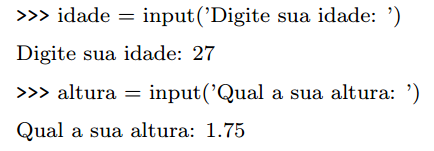 >>> idade = input(’Digite sua idade: ’)
Digite sua idade: 27
>>> altura = input(’Qual a sua altura: ’)
Qual a sua altura: 1.75